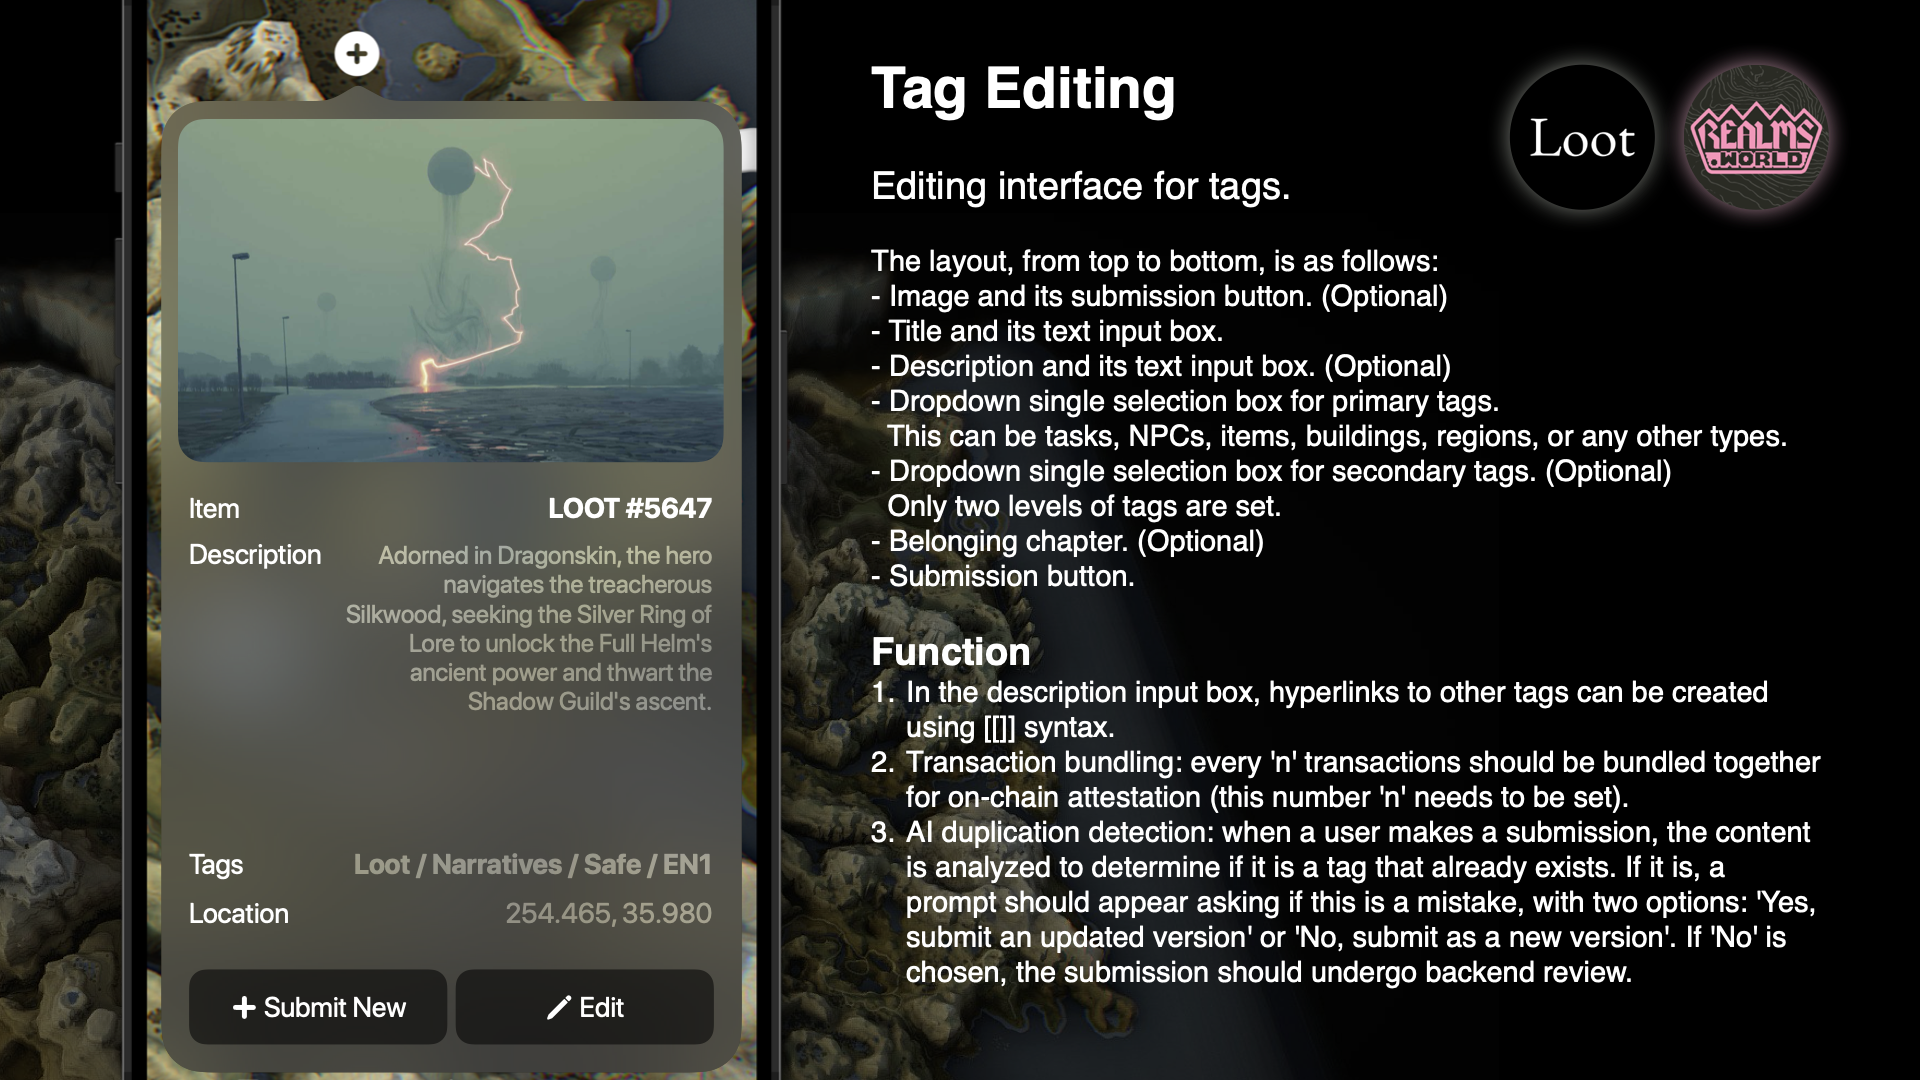 Item
LOOT #5647
Description
Adorned in Dragonskin, the hero
navigates the treacherous
Silkwood, seeking the Silver Ring of
Lore to unlock the Full Helm's
ancient power and thwart the
Shadow Guild's ascent.
Tags
Loot / Narratives / Safe / EN1
Location
254.465, 35.980
+ Submit New
Edit
Tag Editing
Loot
REALMS
.WORLD
Editing interface for tags.
The layout, from top to bottom, is as follows:
- Image and its submission button. (Optional)
- Title and its text input box.
- Description and its text input box. (Optional)
- Dropdown single selection box for primary tags.
This can be tasks, NPCs, items, buildings, regions, or any other types.
- Dropdown single selection box for secondary tags. (Optional)
Only two levels of tags are set.
- Belonging chapter. (Optional)
- Submission button.
Function
1. In the description input box, hyperlinks to other tags can be created
using [[]] syntax.
2. Transaction bundling: every 'n' transactions should be bundled together
for on-chain attestation (this number 'n' needs to be set).
3. AI duplication detection: when a user makes a submission, the content
is analyzed to determine if it is a tag that already exists. If it is, a
prompt should appear asking if this is a mistake, with two options: 'Yes,
submit an updated version' or 'No, submit as a new version'. If 'No' is
chosen, the submission should undergo backend review.